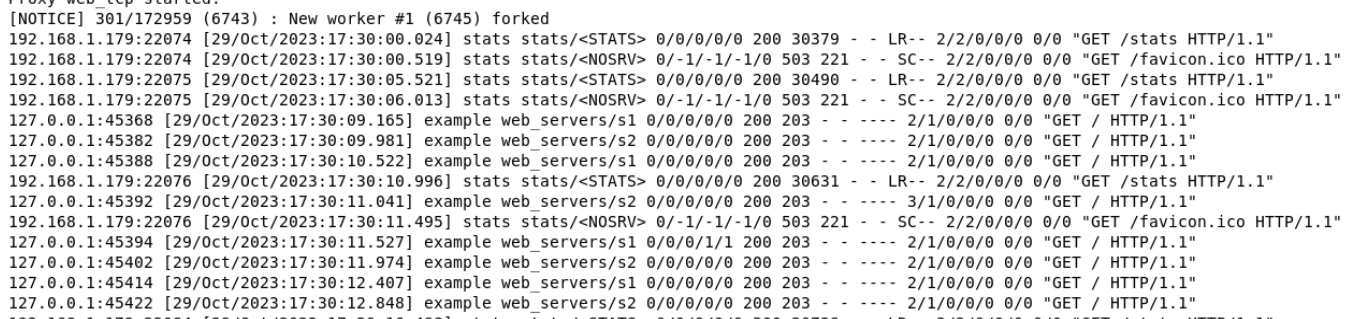 Proxy web_tcp started.
[NOTICE] 301/172959 (6743) : New worker #1 (6745) forked
192.168.1.179:22074 [29/Oct/2023:17:30:00.024] stats stats/<STATS> 0/0/0/0/0 200 30379 - - LR-- 2/2/0/0/0 0/0 "GET /stats HTTP/1.1"
192.168.1.179:22074 [29/Oct/2023:17:30:00.519] stats stats/<NOSRV> 0/-1/-1/-1/0 503 221 - - SC-- 2/2/0/0/0 0/0 "GET /favicon.ico HTTP/1.1"
192.168.1.179:22075 [29/Oct/2023:17:30:05.521] stats stats/<STATS> 0/0/0/0/0 200 30490 - - LR-- 2/2/0/0/0 0/0 "GET /stats HTTP/1.1"
192.168.1.179:22075 [29/Oct/2023:17:30:06.013] stats stats/<NOSRV> 0/-1/-1/-1/0 503 221 - - SC-- 2/2/0/0/0 0/0 "GET /favicon.ico HTTP/1.1"
127.0.0.1:45368 [29/Oct/2023:17:30:09.165] example web_servers/s1 0/0/0/0/0 200 203 - - ---- 2/1/0/0/0 0/0 "GET / HTTP/1.1"
127.0.0.1:45382 [29/Oct/2023:17:30:09.981] example web_servers/s2 0/0/0/0/0 200 203 - - ---- 2/1/0/0/0 0/0 "GET / HTTP/1.1"
127.0.0.1:45388 [29/Oct/2023:17:30:10.522] example web_servers/s1 0/0/0/0/0 200 203 - - ---- 2/1/0/0/0 0/0 "GET / HTTP/1.1"
192.168.1.179:22076 [29/Oct/2023:17:30:10.996] stats stats/<STATS> 0/0/0/0/0 200 30631 - - LR-- 2/2/0/0/0 0/0 "GET /stats HTTP/1.1"
127.0.0.1:45392 [29/Oct/2023:17:30:11.041] example web_servers/s2 0/0/0/0/0 200 203 - - ---- 3/1/0/0/0 0/0 "GET / HTTP/1.1"
192.168.1.179:22076 [29/Oct/2023:17:30:11.495] stats stats/<NOSRV> 0/-1/-1/-1/0 503 221 - - SC-- 2/2/0/0/0 0/0 "GET /favicon.ico HTTP/1.1"
127.0.0.1:45394 [29/Oct/2023:17:30:11.527] example web_servers/s1 0/0/0/1/1 200 203 - - ---- 2/1/0/0/0 0/0 "GET / HTTP/1.1"
127.0.0.1:45402 [29/Oct/2023:17:30:11.974] example web_servers/s2 0/0/0/0/0 200 203 - - ---- 2/1/0/0/0 0/0 "GET / HTTP/1.1"
127.0.0.1:45414 [29/Oct/2023:17:30:12.407] example web_servers/s1 0/0/0/0/0 200 203 - - ---- 2/1/0/0/0 0/0 "GET / HTTP/1.1"
127.0.0.1:45422 [29/Oct/2023:17:30:12.848] example web_servers/s2 0/0/0/0/0 200 203 - - ---- 2/1/0/0/0 0/0 "GET / HTTP/1.1"